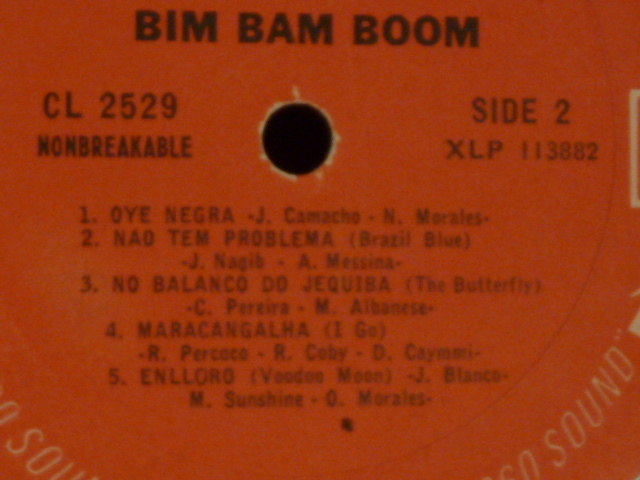 BIM BAM BOOM
CL 2529
NONBREAKABLE
SIDE 2
XLP 113882
1. OYE NEGRA -J. Camacho - N. Morales-
2. NAO TEM PROBLEMA (Brazil Blue)
-J. Nagib - A. Messina-
3. NO BALANCO DO JEQUIBA (The Butterfly)
-C. Pereira - M. Albanese-
4. MARACANGALHA (I Go)
-R. Percoco - R. Coby - D. Caymmi-
5. ENLLORO (Voodoo Moon) -J. Blanco-
M. Sunshine - O. Morales-
SOUND